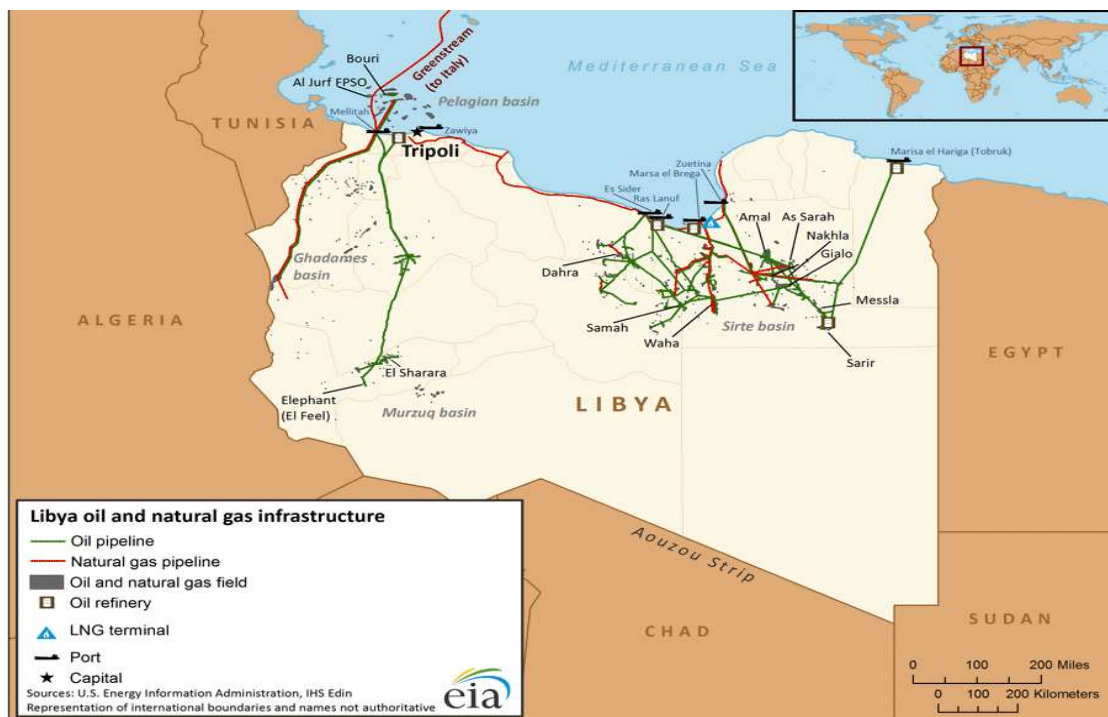 Mediterranean Sea
Greenstream
(to Italy)
Bouri
Al Jurf FPSO
Pelagian basin
Mellitah
Zawiya
TUNISIA
Tripoli
Marisa el Hariga (Tobruk)
Zuetina
Marsa el Brega
Es Sider
Ras Lanuf
Amal
As Sarah
Nakhla
Gialo
Ghadames
basin
Dahra
Messla
ALGERIA
Samah
Waha
Sirte basin
Sarir
EGYPT
El Sharara
Elephant
(El Feel)
Murzuq basin
LIBYA
Aouzou Strip
CHAD
SUDAN
Libya oil and natural gas infrastructure
Oil pipeline
Natural gas pipeline
Oil and natural gas field
Oil refinery
LNG terminal
Port
Capital
Sources: U.S. Energy Information Administration, IHS Edin
Representation of international boundaries and names not authoritative
eia
0 100 200 Miles
0 100 200 Kilometers